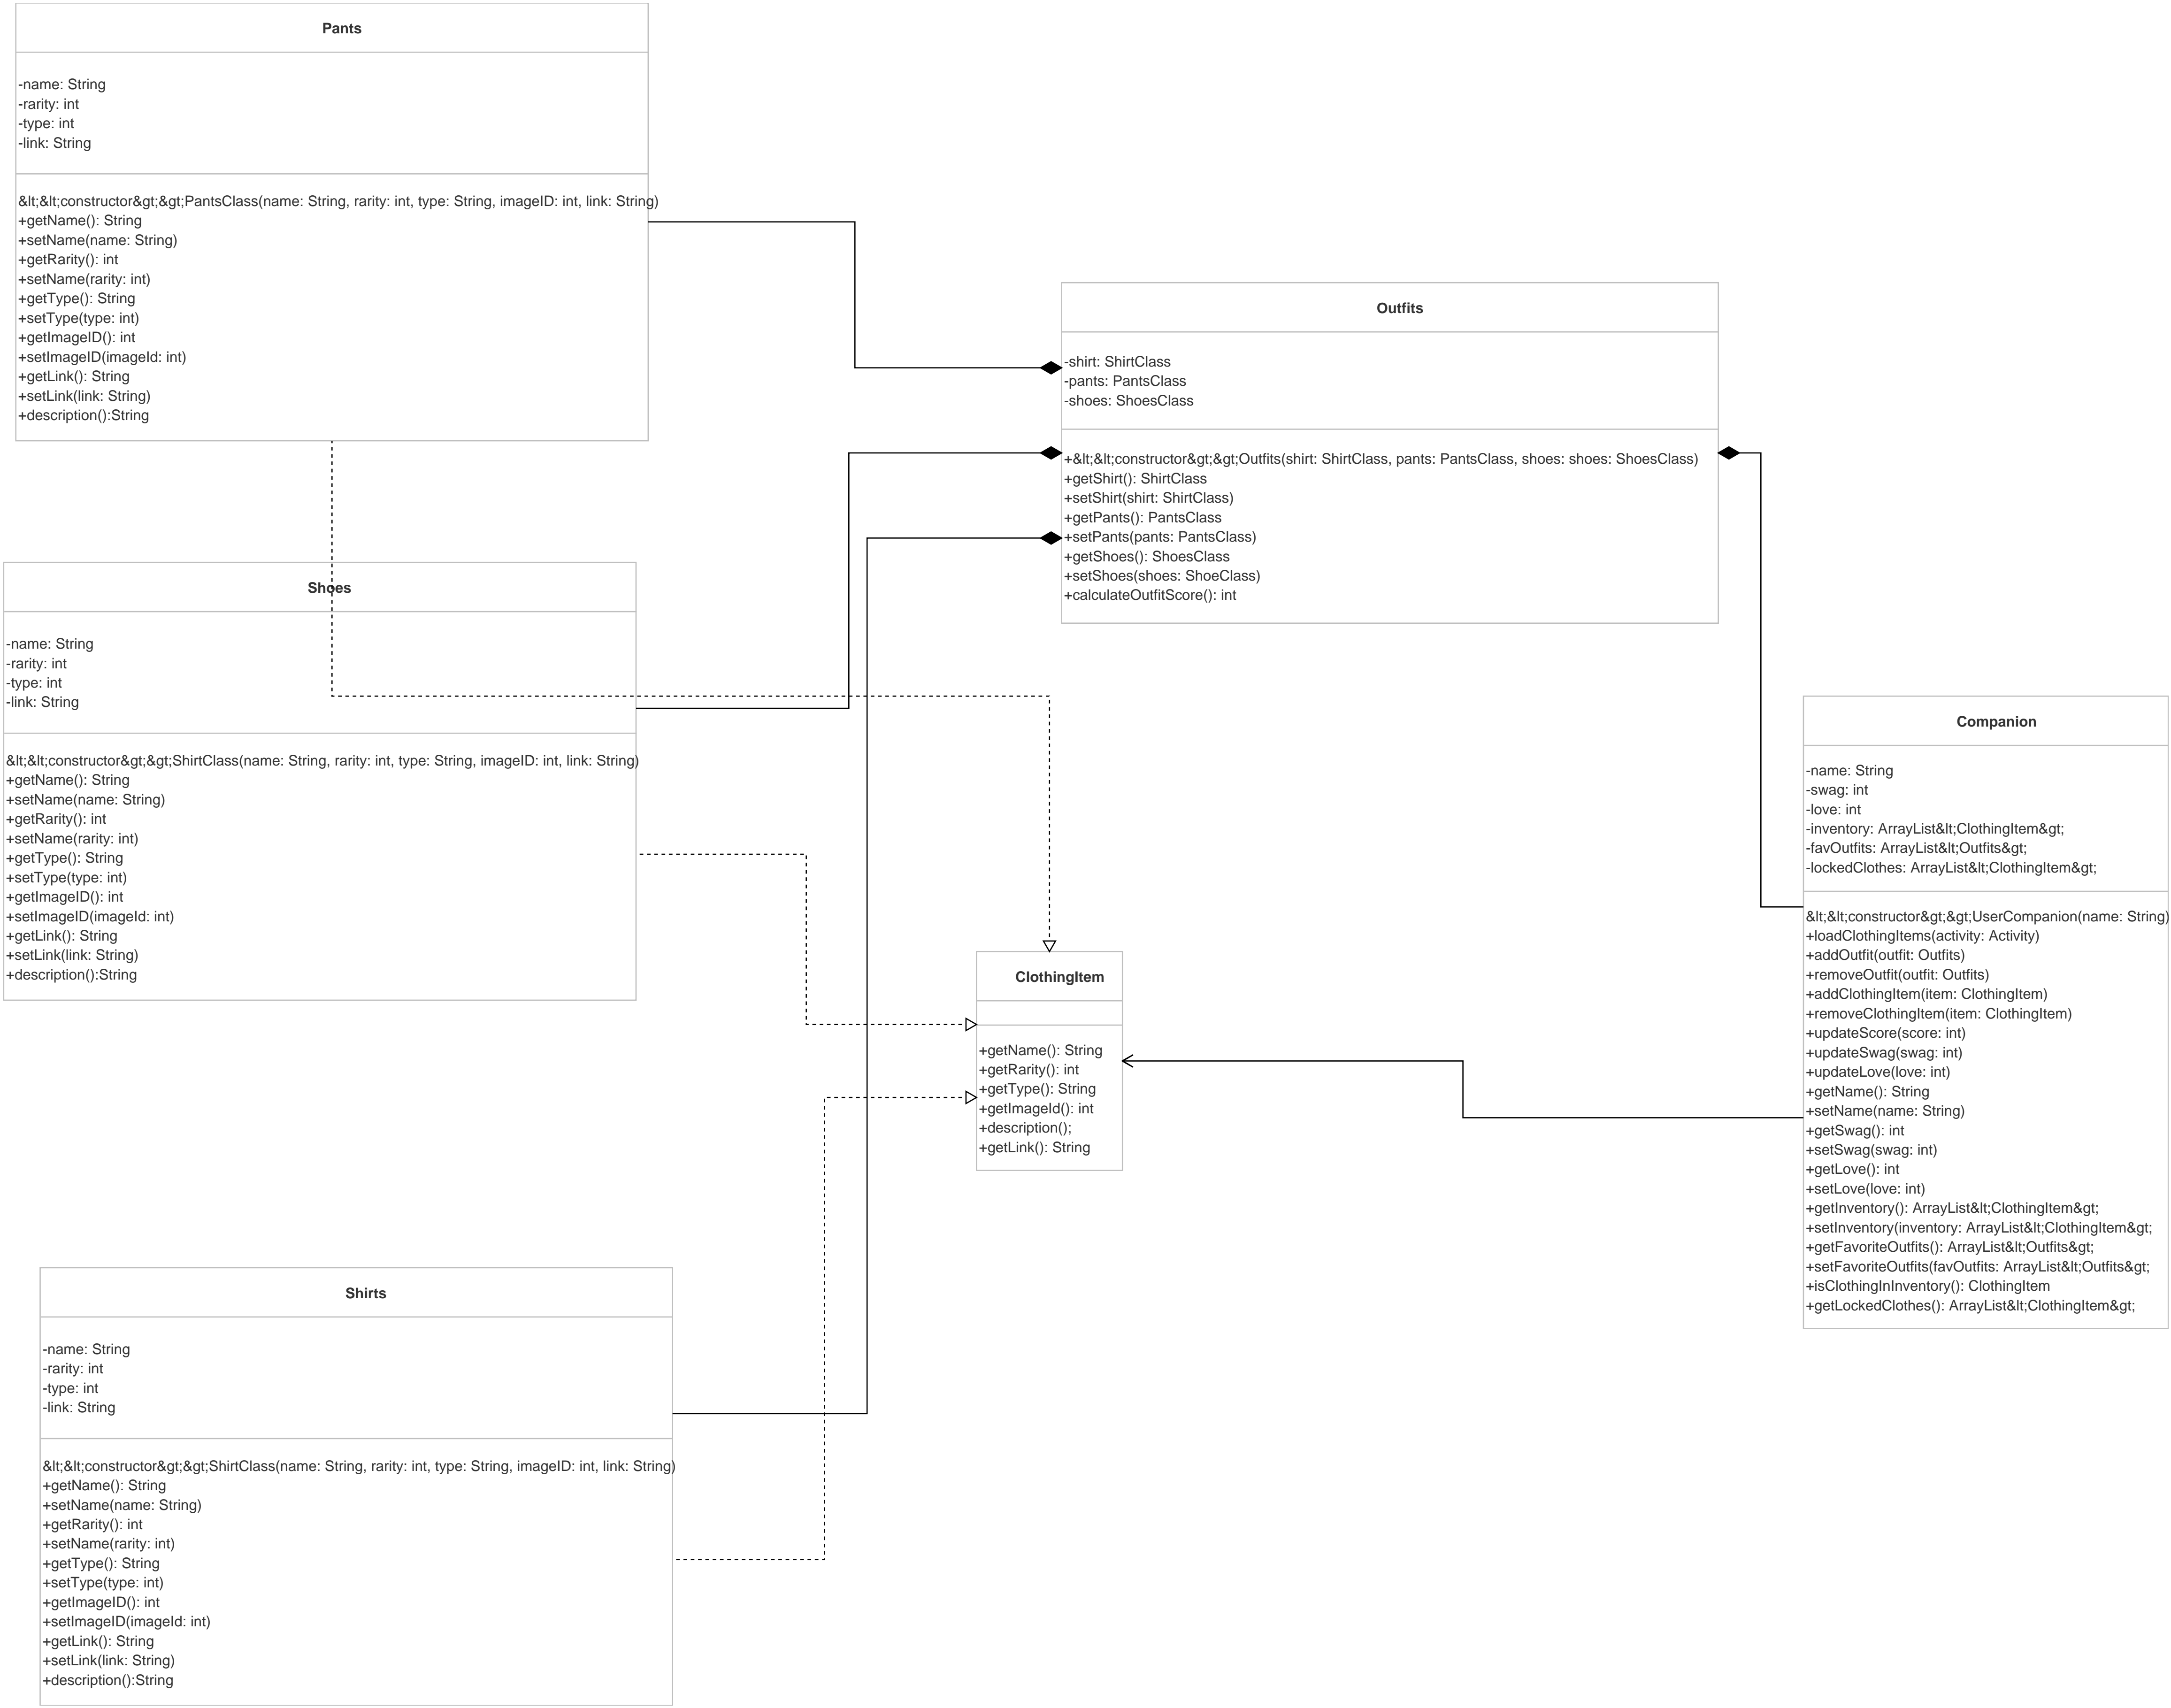 Pants
-name: String
-rarity: int
-type: int
-link: String
&lt;&lt;constructor&gt;&gt;PantsClass(name: String, rarity: int, type: String, imageID: int, link: String)
+getName(): String
+setName(name: String)
+getRarity(): int
+setName(rarity: int)
+getType(): String
+setType(type: int)
+getImageID(): int
+setImageID(imageId: int)
+getLink(): String
+setLink(link: String)
+description():String
Outfits
-shirt: ShirtClass
-pants: PantsClass
-shoes: ShoesClass
+&lt;&lt;constructor&gt;&gt;Outfits(shirt: ShirtClass, pants: PantsClass, shoes: shoes: ShoesClass)
+getShirt(): ShirtClass
+setShirt(shirt: ShirtClass)
+getPants(): PantsClass
+setPants(pants: PantsClass)
+getShoes(): ShoesClass
+setShoes(shoes: ShoeClass)
+calculateOutfitScore(): int
Shoes
-name: String
-rarity: int
-type: int
-link: String
&lt;&lt;constructor&gt;&gt;ShirtClass(name: String, rarity: int, type: String, imageID: int, link: String)
+getName(): String
+setName(name: String)
+getRarity(): int
+setName(rarity: int)
+getType(): String
+setType(type: int)
+getImageID(): int
+setImageID(imageId: int)
+getLink(): String
+setLink(link: String)
+description():String
Companion
-name: String
-swag: int
-love: int
-inventory: ArrayList&lt;ClothingItem&gt;
-favOutfits: ArrayList&lt;Outfits&gt;
-lockedClothes: ArrayList&lt;ClothingItem&gt;
&lt;&lt;constructor&gt;&gt;UserCompanion(name: String)
+loadClothingItems(activity: Activity)
+addOutfit(outfit: Outfits)
+removeOutfit(outfit: Outfits)
+addClothingItem(item: ClothingItem)
+removeClothingItem(item: ClothingItem)
+updateScore(score: int)
+updateSwag(swag: int)
+updateLove(love: int)
+getName(): String
+setName(name: String)
+getSwag(): int
+setSwag(swag: int)
+getLove(): int
+setLove(love: int)
+getInventory(): ArrayList&lt;ClothingItem&gt;
+setInventory(inventory: ArrayList&lt;ClothingItem&gt;
+getFavoriteOutfits(): ArrayList&lt;Outfits&gt;
+setFavoriteOutfits(favOutfits: ArrayList&lt;Outfits&gt;
+isClothingInInventory(): ClothingItem
+getLockedClothes(): ArrayList&lt;ClothingItem&gt;
ClothingItem
+getName(): String
+getRarity(): int
+getType(): String
+getImageId(): int
+description();
+getLink(): String
Shirts
-name: String
-rarity: int
-type: int
-link: String
&lt;&lt;constructor&gt;&gt;ShirtClass(name: String, rarity: int, type: String, imageID: int, link: String)
+getName(): String
+setName(name: String)
+getRarity(): int
+setName(rarity: int)
+getType(): String
+setType(type: int)
+getImageID(): int
+setImageID(imageId: int)
+getLink(): String
+setLink(link: String)
+description():String